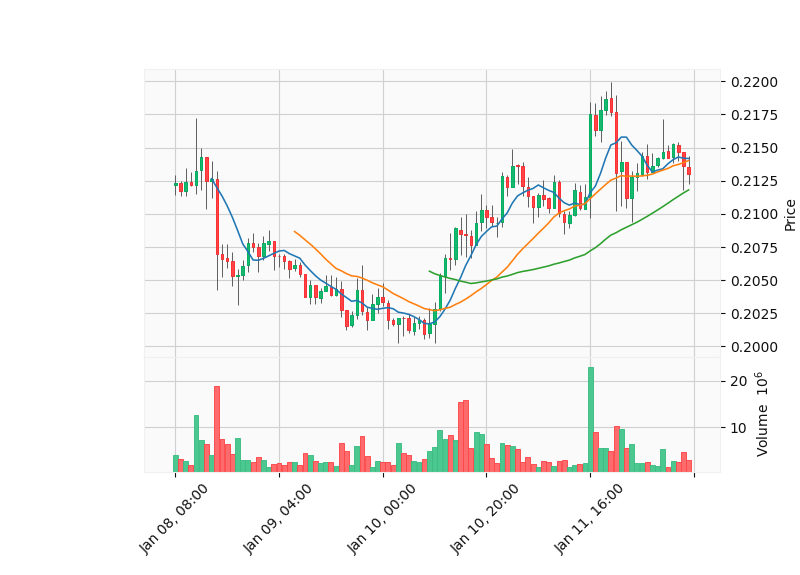 0.2200
0.2175
0.2150
0.2125
0.2100
0.2075
0.2050
0.2025
0.2000
Price
20
10
Volume 10^6
Jan 08, 08:00
Jan 09, 04:00
Jan 10, 00:00
Jan 10, 20:00
Jan 11, 16:00